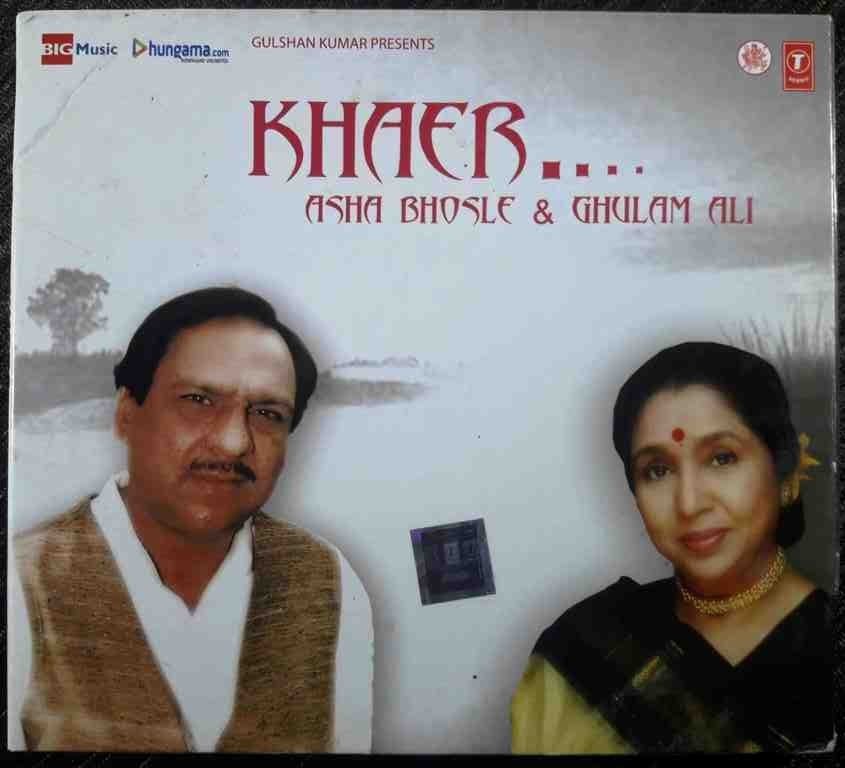 BIG Music
hungama.com
GULSHAN KUMAR PRESENTS
T
KHAER....
ASHA BHOSLE & GHULAM ALI